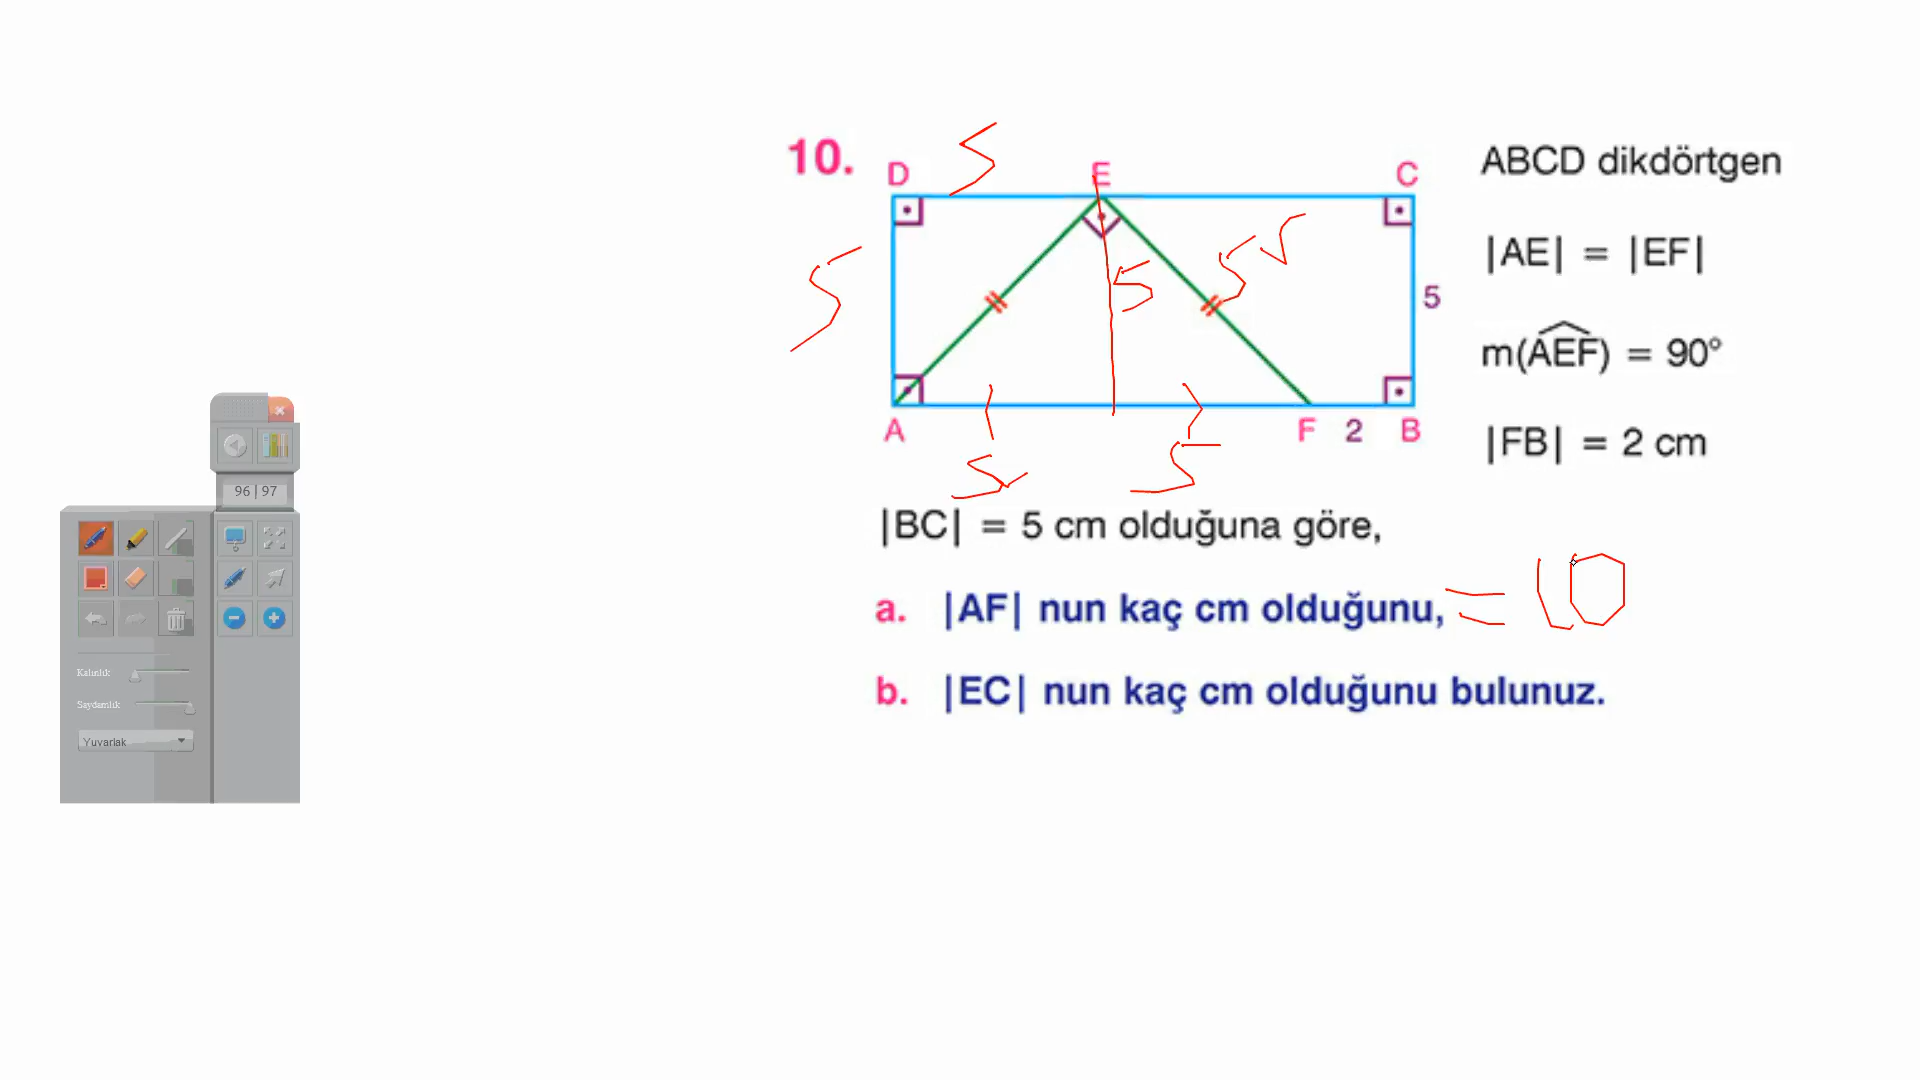 10.
5
D E C
ABCD dikdörtgen
5
5
5√
|AE| = |EF|
5
m(AEF) = 90°
A F 2 B
|FB| = 2 cm
5 5
|BC| = 5 cm olduğuna göre,
a. |AF| nun kaç cm olduğunu, = 10
b. |EC| nun kaç cm olduğunu bulunuz.
96 | 97
Kalınlık
Saydamlık
Yuvarlak